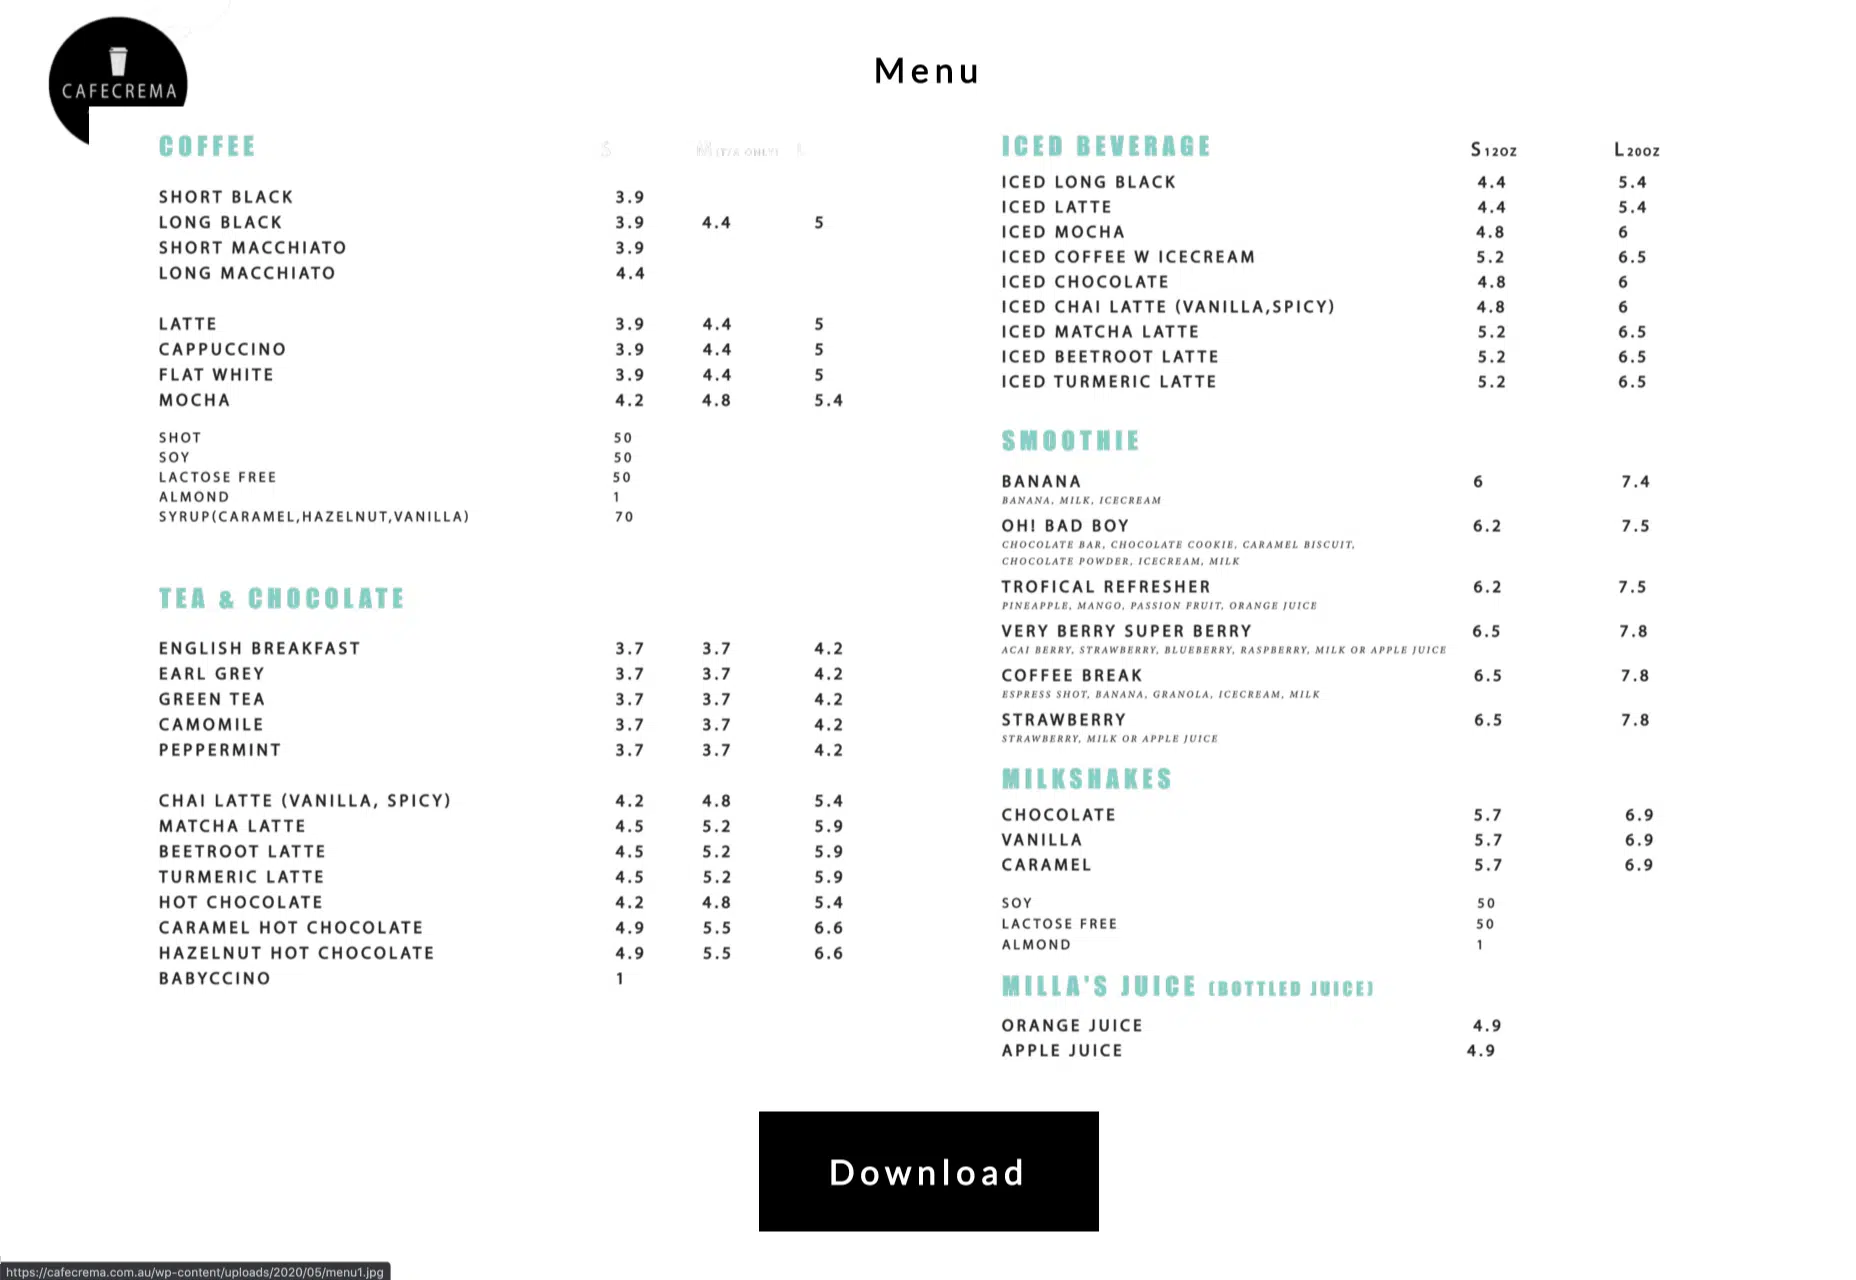 CAFECREMA
Menu
COFFEE S M(T/A ONLY) L
SHORT BLACK 3.9
LONG BLACK 3.9 4.4 5
SHORT MACCHIATO 3.9
LONG MACCHIATO 4.4
LATTE 3.9 4.4 5
CAPPUCCINO 3.9 4.4 5
FLAT WHITE 3.9 4.4 5
MOCHA 4.2 4.8 5.4
SHOT 50
SOY 50
LACTOSE FREE 50
ALMOND 1
SYRUP(CARAMEL,HAZELNUT,VANILLA) 70
TEA & CHOCOLATE
ENGLISH BREAKFAST 3.7 3.7 4.2
EARL GREY 3.7 3.7 4.2
GREEN TEA 3.7 3.7 4.2
CAMOMILE 3.7 3.7 4.2
PEPPERMINT 3.7 3.7 4.2
CHAI LATTE (VANILLA, SPICY) 4.2 4.8 5.4
MATCHA LATTE 4.5 5.2 5.9
BEETROOT LATTE 4.5 5.2 5.9
TURMERIC LATTE 4.5 5.2 5.9
HOT CHOCOLATE 4.2 4.8 5.4
CARAMEL HOT CHOCOLATE 4.9 5.5 6.6
HAZELNUT HOT CHOCOLATE 4.9 5.5 6.6
BABYCCINO 1
ICED BEVERAGE S 12OZ L 20OZ
ICED LONG BLACK 4.4 5.4
ICED LATTE 4.4 5.4
ICED MOCHA 4.8 6
ICED COFFEE W ICECREAM 5.2 6.5
ICED CHOCOLATE 4.8 6
ICED CHAI LATTE (VANILLA,SPICY) 4.8 6
ICED MATCHA LATTE 5.2 6.5
ICED BEETROOT LATTE 5.2 6.5
ICED TURMERIC LATTE 5.2 6.5
SMOOTHIE
BANANA 6 7.4
BANANA, MILK, ICECREAM
OH! BAD BOY 6.2 7.5
CHOCOLATE BAR, CHOCOLATE COOKIE, CARAMEL BISCUIT,
CHOCOLATE POWDER, ICECREAM, MILK
TROFICAL REFRESHER 6.2 7.5
PINEAPPLE, MANGO, PASSION FRUIT, ORANGE JUICE
VERY BERRY SUPER BERRY 6.5 7.8
ACAI BERRY, STRAWBERRY, BLUEBERRY, RASPBERRY, MILK OR APPLE JUICE
COFFEE BREAK 6.5 7.8
ESPRESS SHOT, BANANA, GRANOLA, ICECREAM, MILK
STRAWBERRY 6.5 7.8
STRAWBERRY, MILK OR APPLE JUICE
MILKSHAKES
CHOCOLATE 5.7 6.9
VANILLA 5.7 6.9
CARAMEL 5.7 6.9
SOY 50
LACTOSE FREE 50
ALMOND 1
MILLA'S JUICE (BOTTLED JUICE)
ORANGE JUICE 4.9
APPLE JUICE 4.9
Download
https://cafecrema.com.au/wp-content/uploads/2020/05/menu1.jpg